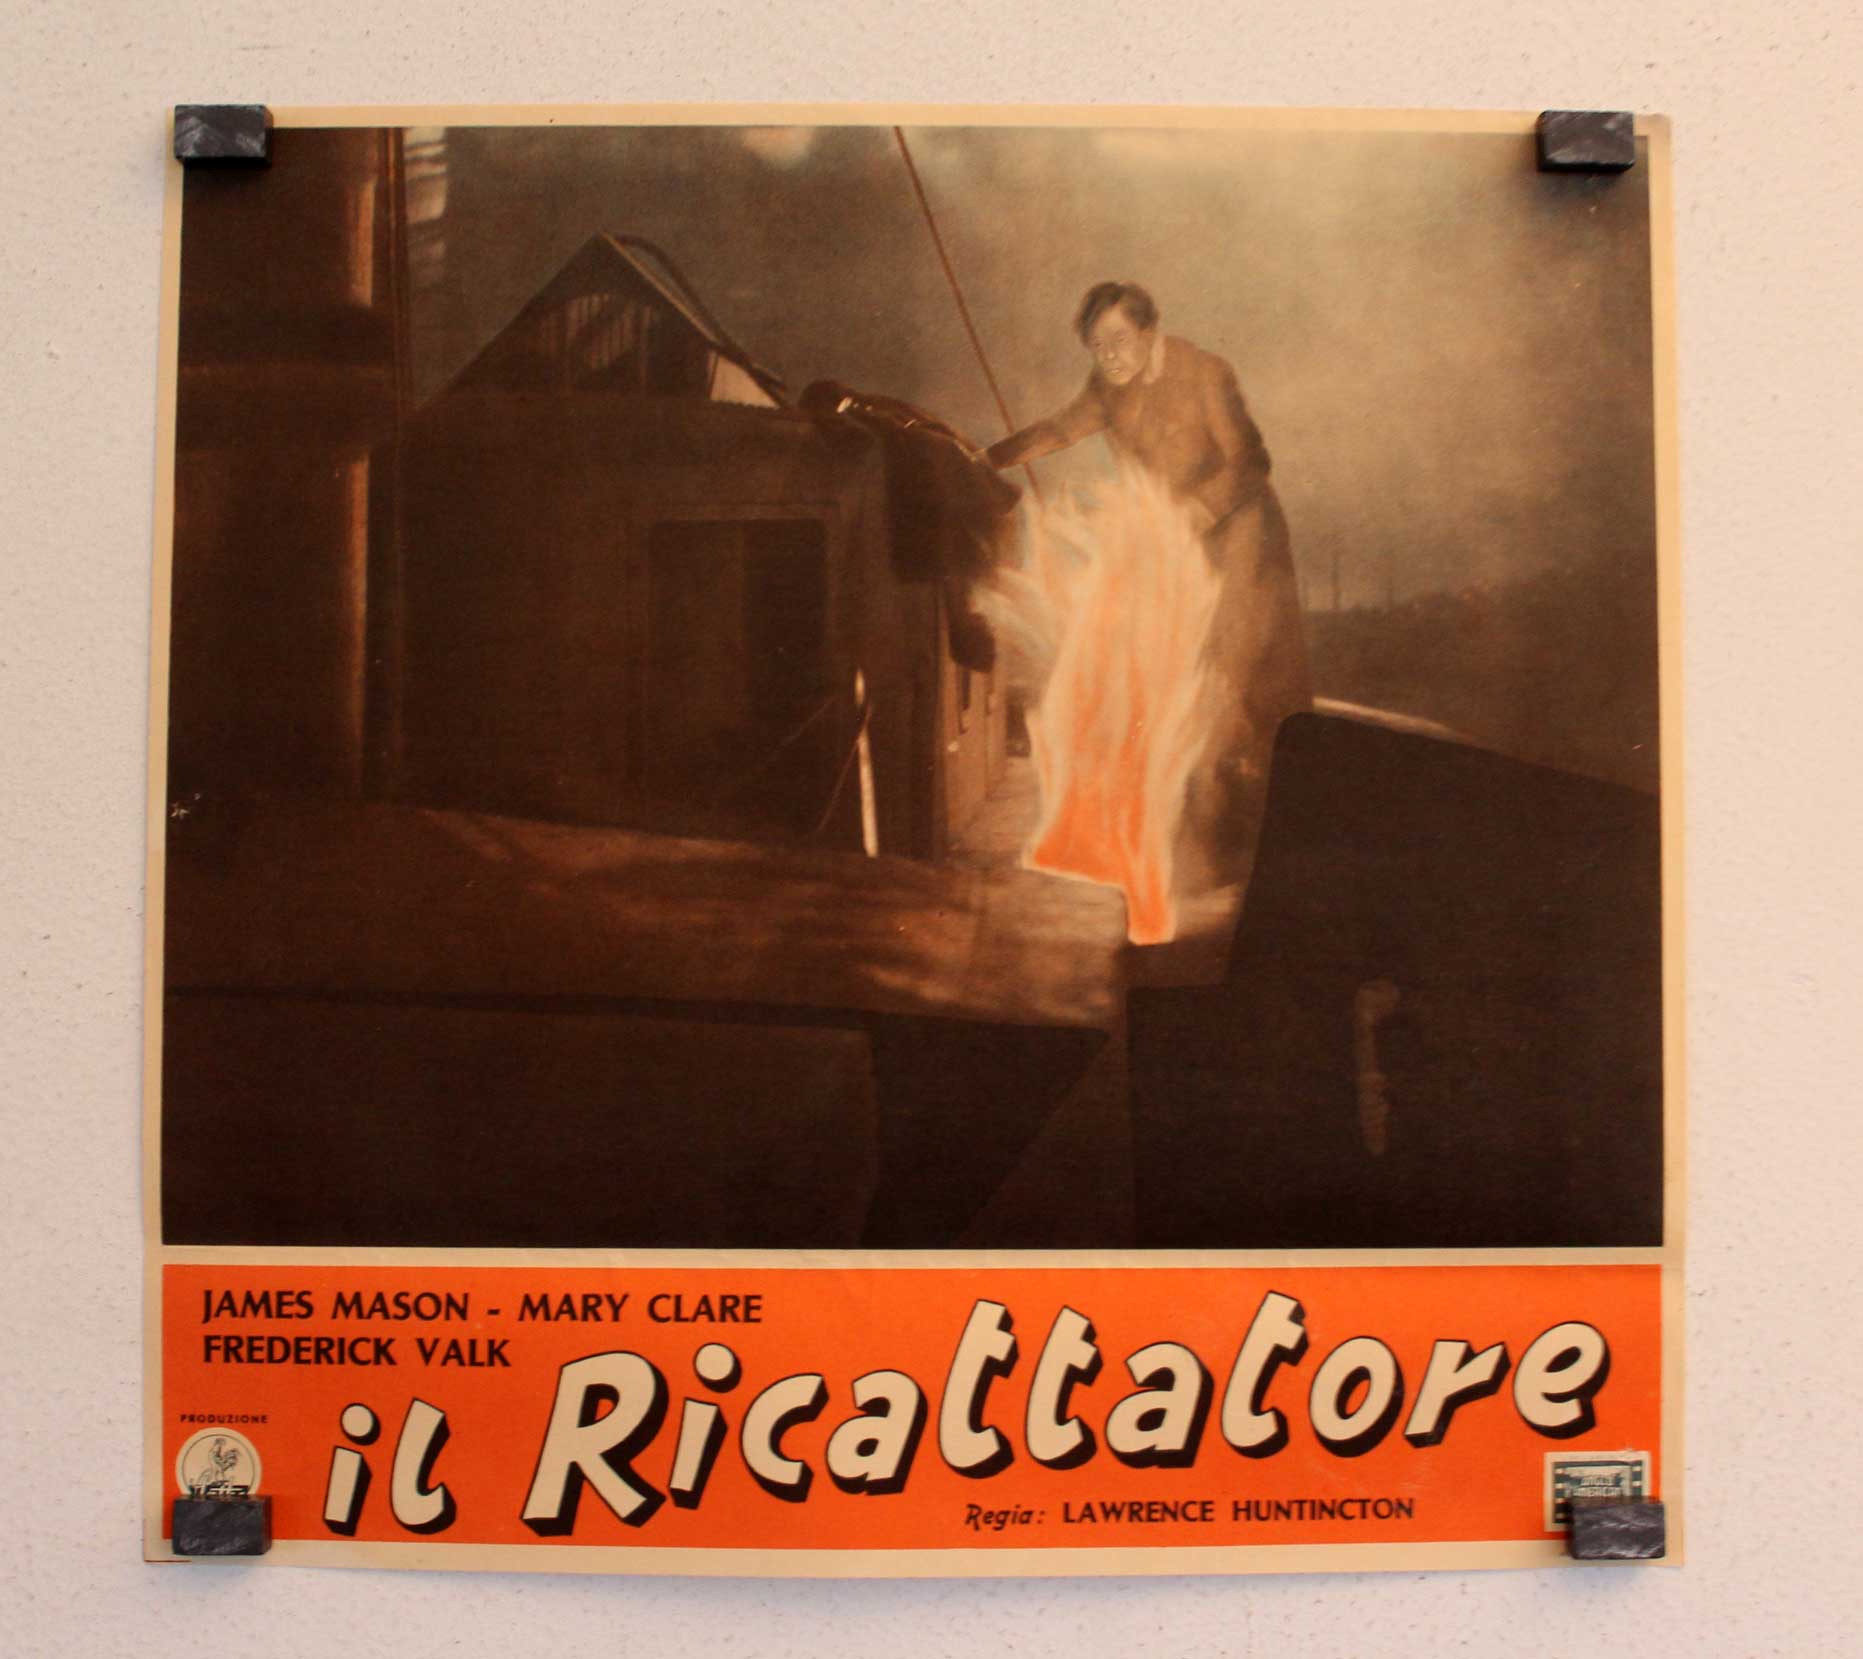 JAMES MASON - MARY CLARE
FREDERICK VALK
il Ricattatore
PRODUZIONE
Regia: LAWRENCE HUNTINCTON